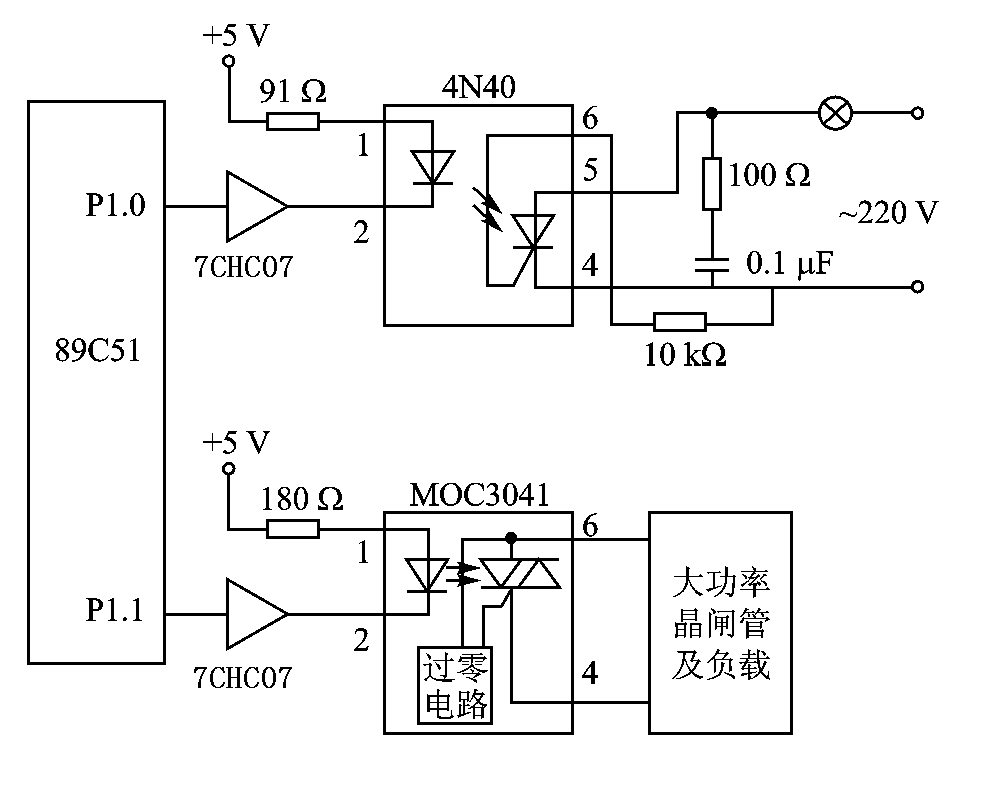 +5 V
91 Ω
4N40
1
6
5
P1.0
2
7CHC07
4
100 Ω
~220 V
0.1 μF
10 kΩ
89C51
+5 V
180 Ω
MOC3041
1
6
P1.1
2
7CHC07
过零
电路
4
大功率
晶闸管
及负载